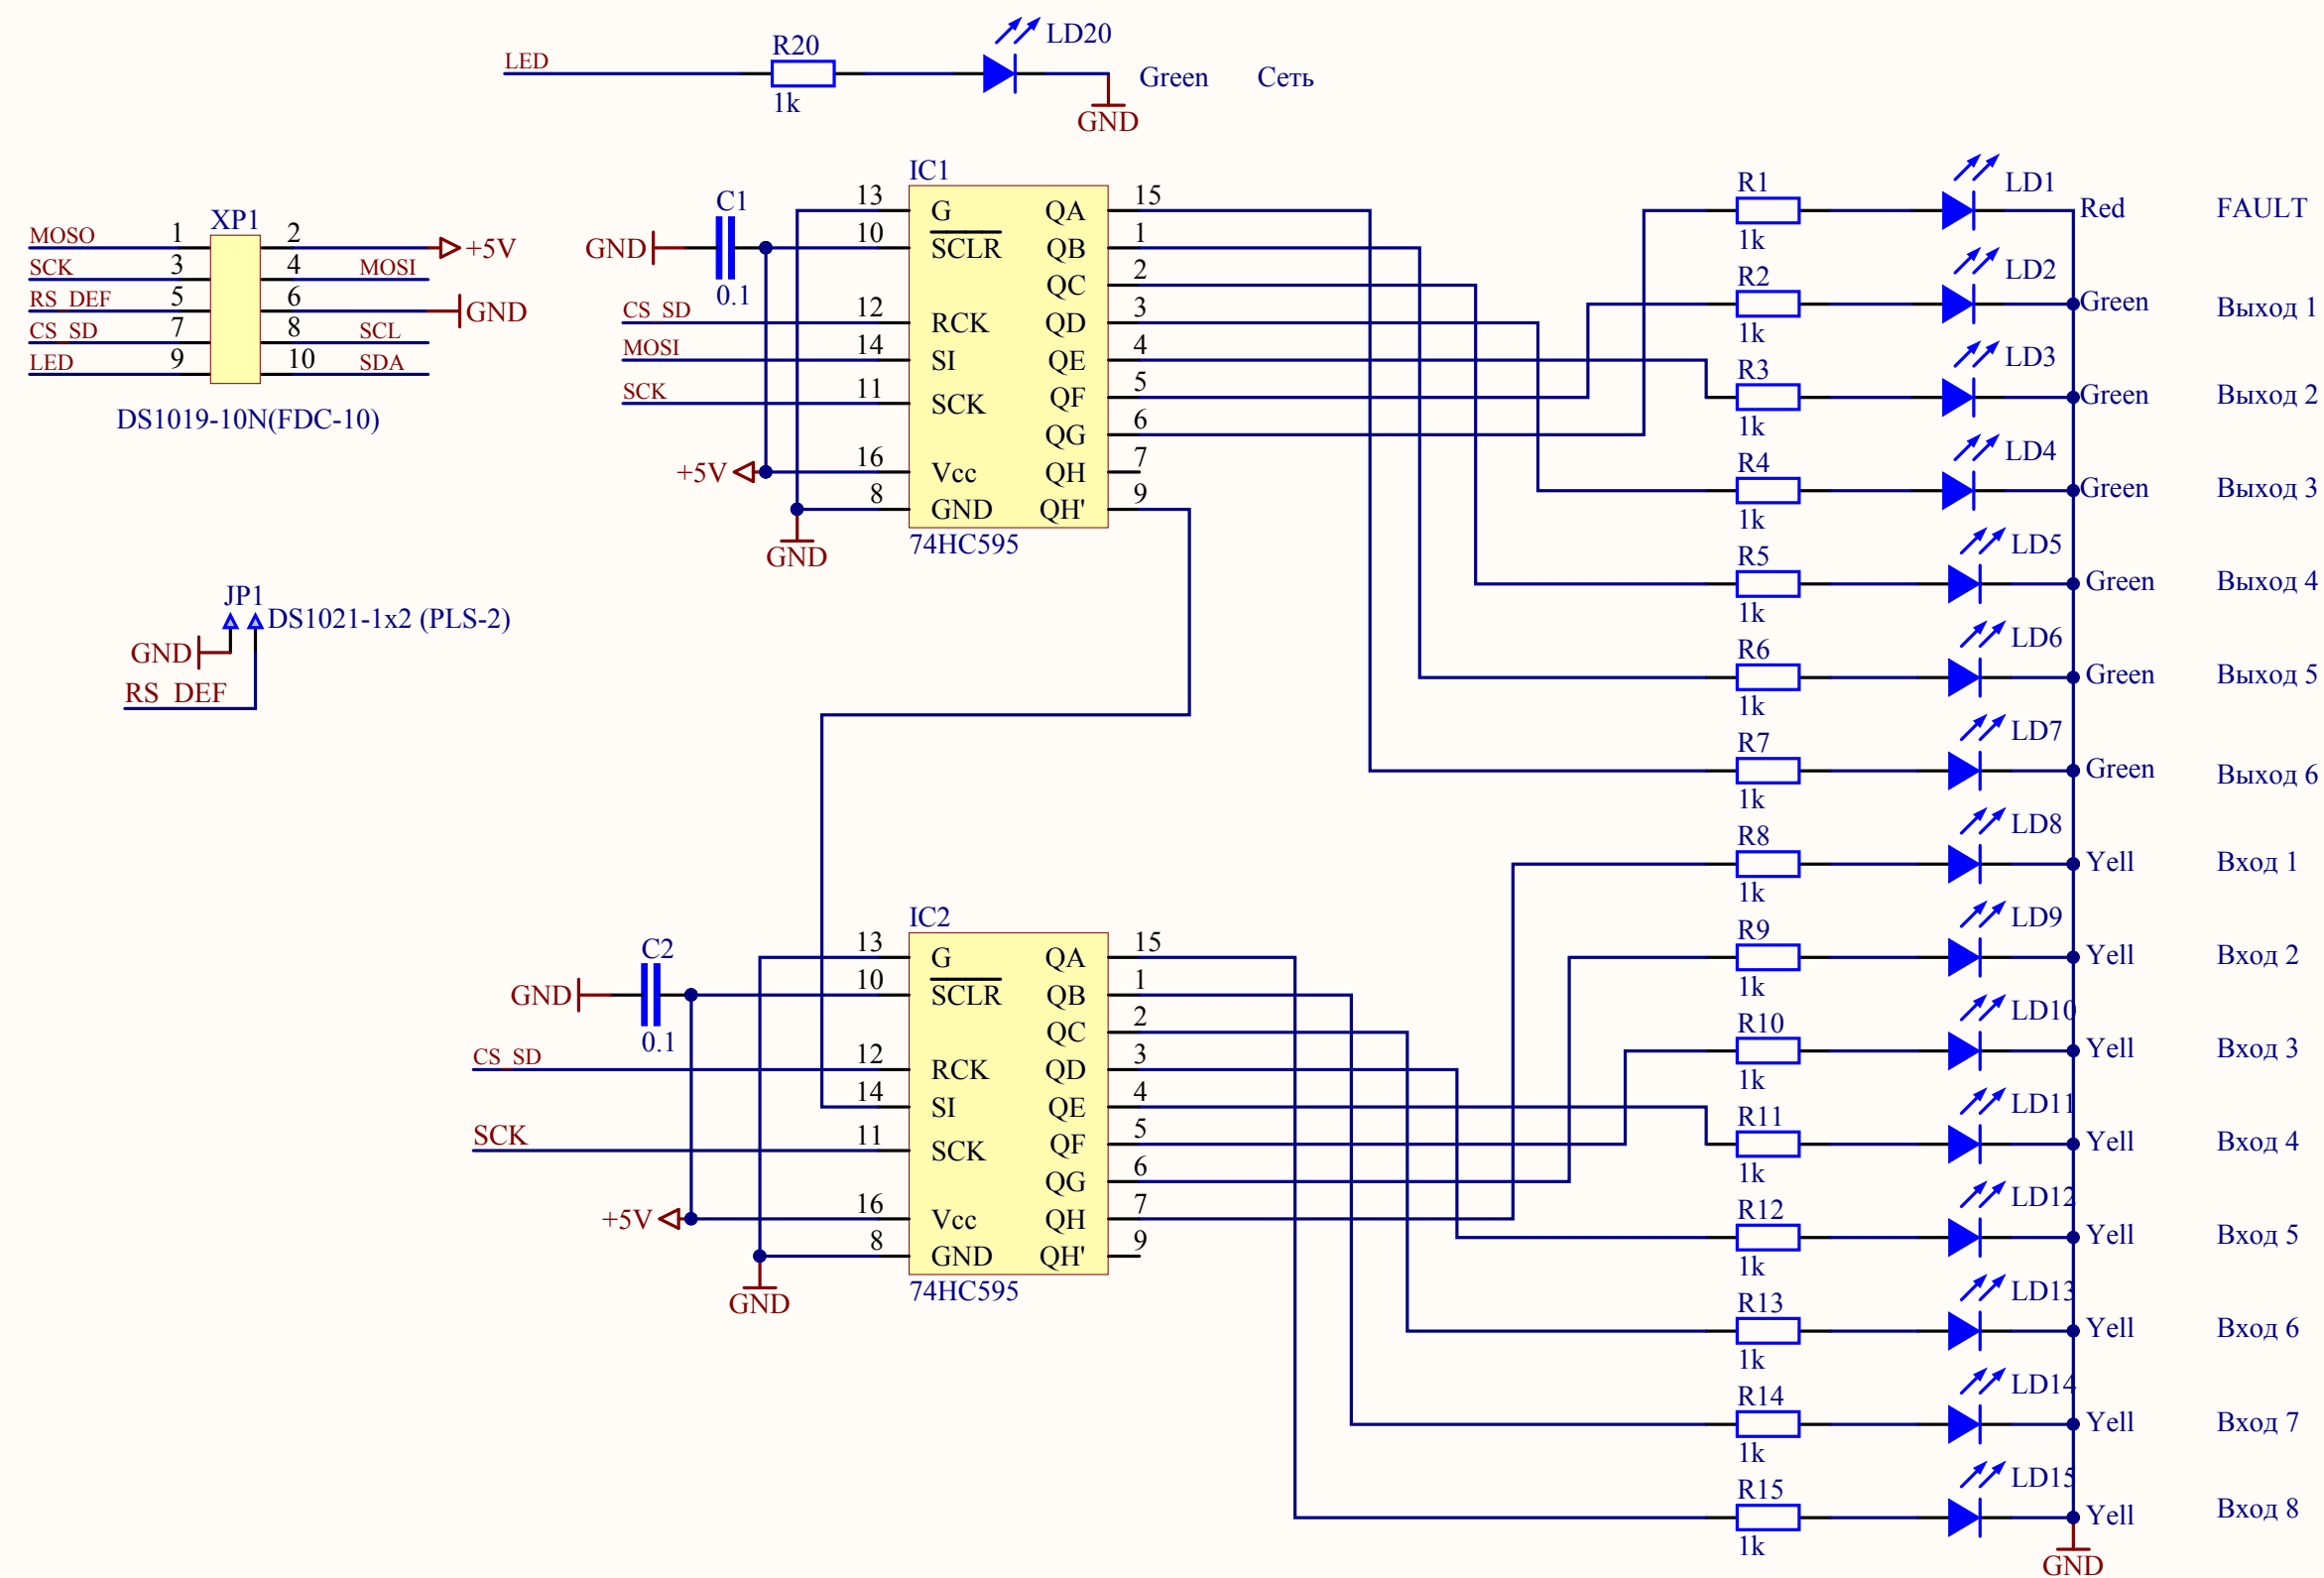 LED
R20
1k
LD20
Green Сеть
GND
XP1
MOSO 1 2 +5V
SCK 3 4 MOSI
RS_DEF 5 6 GND
CS_SD 7 8 SCL
LED 9 10 SDA
DS1019-10N(FDC-10)
JP1
DS1021-1x2 (PLS-2)
GND
RS_DEF
IC1
C1
GND
0.1
13 G QA 15
10 SCLR QB 1
QC 2
CS_SD 12 RCK QD 3
MOSI 14 SI QE 4
SCK 11 SCK QF 5
QG 6
+5V 16 Vcc QH 7
8 GND QH' 9
GND
74HC595
IC2
C2
GND
0.1
13 G QA 15
10 SCLR QB 1
QC 2
CS_SD 12 RCK QD 3
14 SI QE 4
SCK 11 SCK QF 5
QG 6
+5V 16 Vcc QH 7
8 GND QH' 9
GND
74HC595
R1 1k LD1 Red FAULT
R2 1k LD2 Green Выход 1
R3 1k LD3 Green Выход 2
R4 1k LD4 Green Выход 3
R5 1k LD5 Green Выход 4
R6 1k LD6 Green Выход 5
R7 1k LD7 Green Выход 6
R8 1k LD8 Yell Вход 1
R9 1k LD9 Yell Вход 2
R10 1k LD10 Yell Вход 3
R11 1k LD11 Yell Вход 4
R12 1k LD12 Yell Вход 5
R13 1k LD13 Yell Вход 6
R14 1k LD14 Yell Вход 7
R15 1k LD15 Yell Вход 8
GND